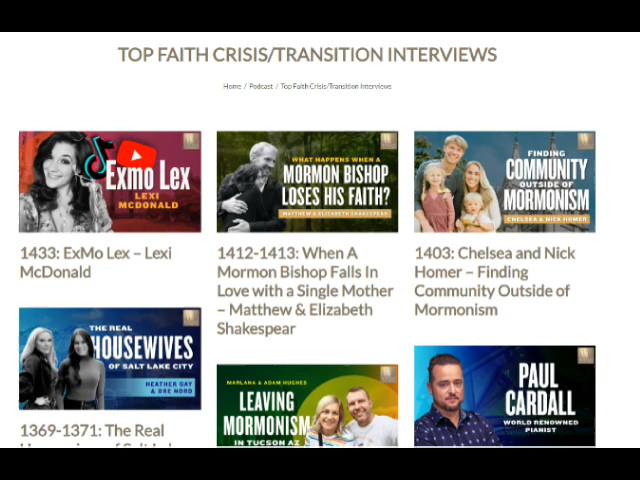 TOP FAITH CRISIS/TRANSITION INTERVIEWS
Home / Podcast / Top Faith Crisis/Transition Interviews
Exmo Lex
LEXI
MCDONALD
1433: ExMo Lex – Lexi
McDonald
WHAT HAPPENS WHEN A
MORMON BISHOP
LOSES HIS FAITH?
MATTHEW & ELIZABETH SHAKESPEAR
1412-1413: When A
Mormon Bishop Falls In
Love with a Single Mother
– Matthew & Elizabeth
Shakespear
FINDING
COMMUNITY
OUTSIDE OF
MORMONISM
CHELSEA & NICK HOMER
1403: Chelsea and Nick
Homer – Finding
Community Outside of
Mormonism
THE REAL
HOUSEWIVES
OF SALT LAKE CITY
HEATHER GAY
& BRE NORD
1369-1371: The Real
MARLANA & ADAM HUGHES
LEAVING
MORMONISM
IN TUCSON AZ
PAUL
CARDALL
WORLD RENOWNED
PIANIST